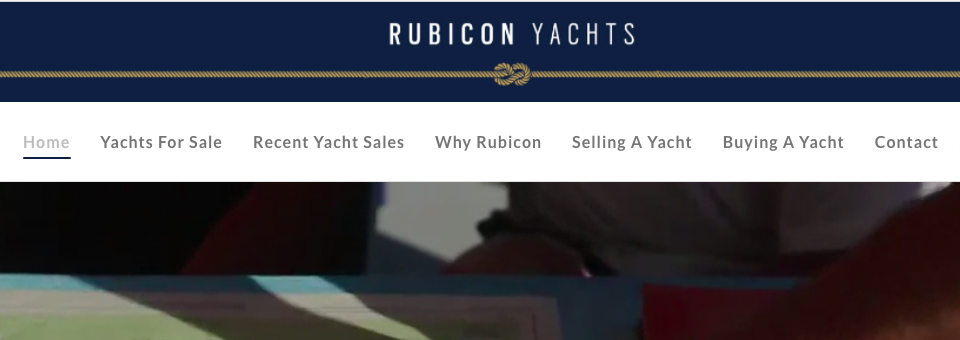 RUBICON YACHTS
Home Yachts For Sale Recent Yacht Sales Why Rubicon Selling A Yacht Buying A Yacht Contact